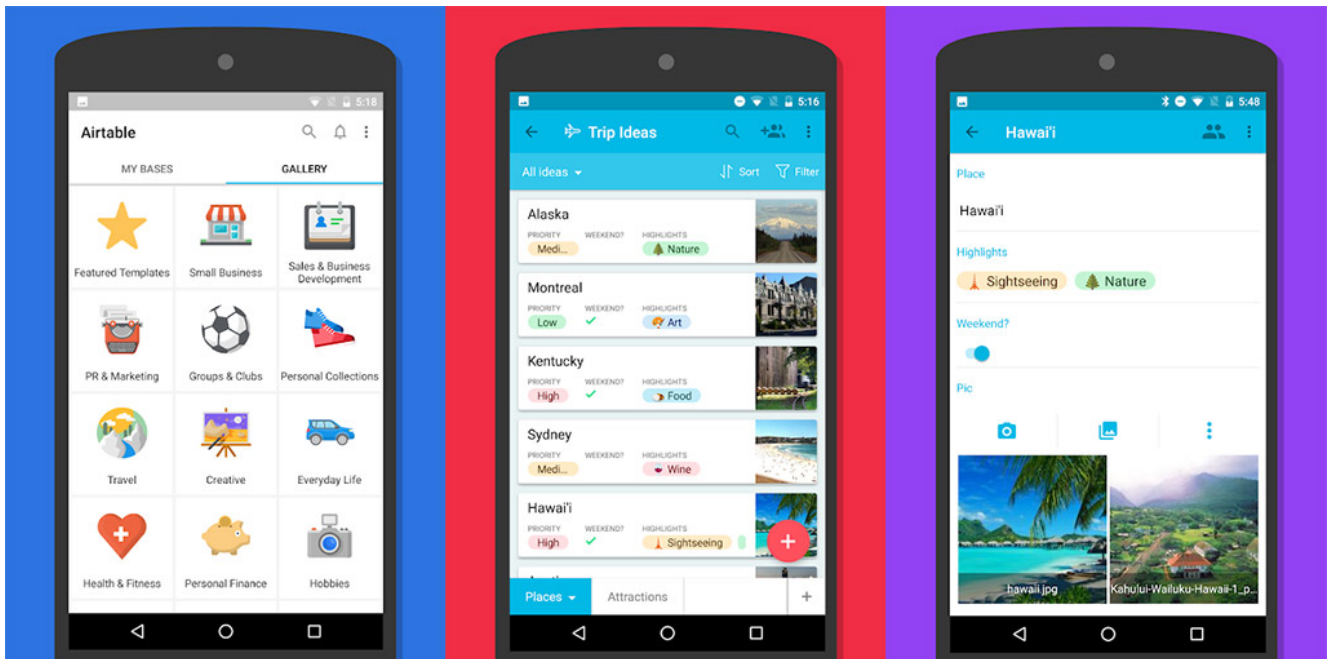 5:18
Airtable
MY BASES GALLERY
Featured Templates Small Business Sales & Business
Development
PR & Marketing Groups & Clubs Personal Collections
Travel Creative Everyday Life
Health & Fitness Personal Finance Hobbies
5:16
Trip Ideas
All ideas Sort Filter
Alaska
PRIORITY WEEKEND? HIGHLIGHTS
Medi... Nature
Montreal
PRIORITY WEEKEND? HIGHLIGHTS
Low Art
Kentucky
PRIORITY WEEKEND? HIGHLIGHTS
High Food
Sydney
PRIORITY WEEKEND? HIGHLIGHTS
Medi... Wine
Hawai'i
PRIORITY WEEKEND? HIGHLIGHTS
High Sightseeing
Places Attractions
5:48
Hawai'i
Place
Hawai'i
Highlights
Sightseeing Nature
Weekend?
Pic
hawaii.jpg Kahului-Wailuku-Hawaii-1_p...